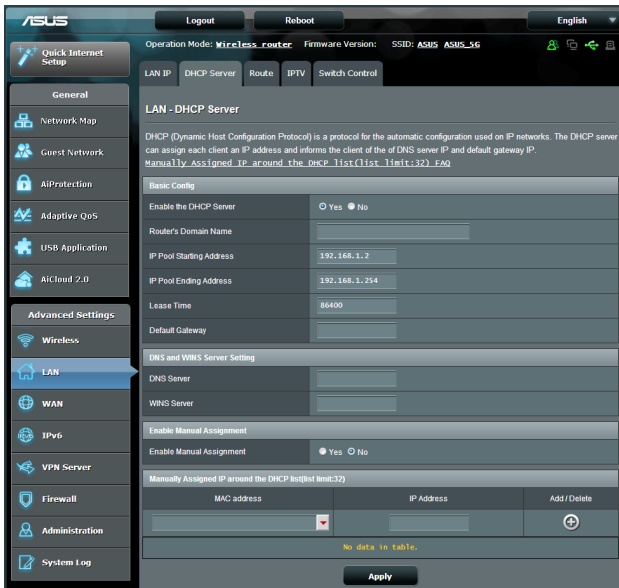 ASUS
Logout
Reboot
English
Quick Internet Setup
Operation Mode: Wireless router Firmware Version: SSID: ASUS ASUS_5G
LAN IP
DHCP Server
Route
IPTV
Switch Control
General
Network Map
Guest Network
AiProtection
Adaptive QoS
USB Application
AiCloud 2.0
Advanced Settings
Wireless
LAN
WAN
IPv6
VPN Server
Firewall
Administration
System Log
LAN - DHCP Server
DHCP (Dynamic Host Configuration Protocol) is a protocol for the automatic configuration used on IP networks. The DHCP server
can assign each client an IP address and informs the client of the of DNS server IP and default gateway IP.
Manually Assigned IP around the DHCP list(list limit:32) FAQ
Basic Config
Enable the DHCP Server
Yes No
Router's Domain Name
IP Pool Starting Address
192.168.1.2
IP Pool Ending Address
192.168.1.254
Lease Time
86400
Default Gateway
DNS and WINS Server Setting
DNS Server
WINS Server
Enable Manual Assignment
Enable Manual Assignment
Yes No
Manually Assigned IP around the DHCP list(list limit:32)
MAC address
IP Address
Add / Delete
No data in table.
Apply